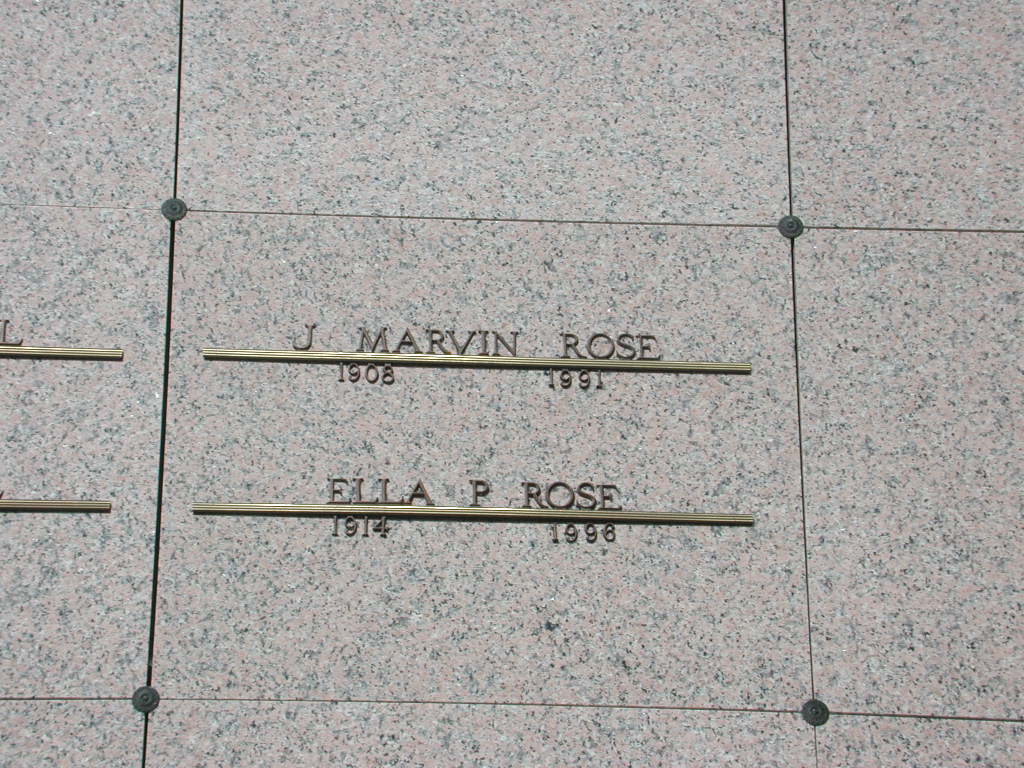 L
J MARVIN ROSE
1908 1991
ELLA P ROSE
1914 1996